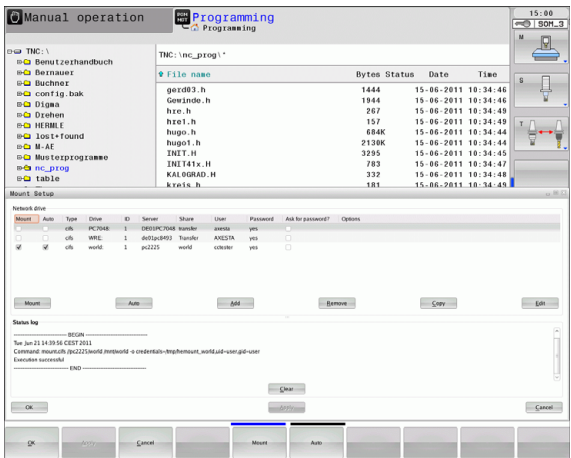 Manual operation
Programming
Programming
15:00
SOM_3
M
S
T
TNC:\
Benutzerhandbuch
Bernauer
Buchner
config.bak
Digma
Drehen
HERMLE
lost+found
M-AE
Musterprogramme
nc_prog
table
TNC:\nc_prog\*
File name Bytes Status Date Time
gerd03.h 1444 15-06-2011 10:34:46
Gewinde.h 1944 15-06-2011 10:34:46
hre.h 267 15-06-2011 10:34:49
hre1.h 157 15-06-2011 10:34:49
hugo.h 684K 15-06-2011 10:34:44
hugo1.h 2130K 15-06-2011 10:34:44
INIT.H 3295 15-06-2011 10:34:45
INIT41x.H 783 15-06-2011 10:34:47
KALOGRAD.H 332 15-06-2011 10:34:48
kreis.h 181 15-06-2011 10:34:49
Mount Setup
Network drive
Mount Auto Type Drive ID Server Share User Password Ask for password? Options
cifs PC7048: 1 DE01PC7048 transfer axesta yes
cifs WRE: 1 de01pc8493 Transfer AXESTA yes
cifs world: 1 pc2225 world cctester yes
Mount Auto Add Remove Copy Edit
Status log
BEGIN
Tue Jun 21 14:39:56 CEST 2011
Command: mount.cifs //pc2225/world /mnt/world -o credentials=/tmp/hemount_world,uid=user,gid=user
Execution successful
END
Clear
OK Apply Cancel
OK Apply Cancel Mount Auto